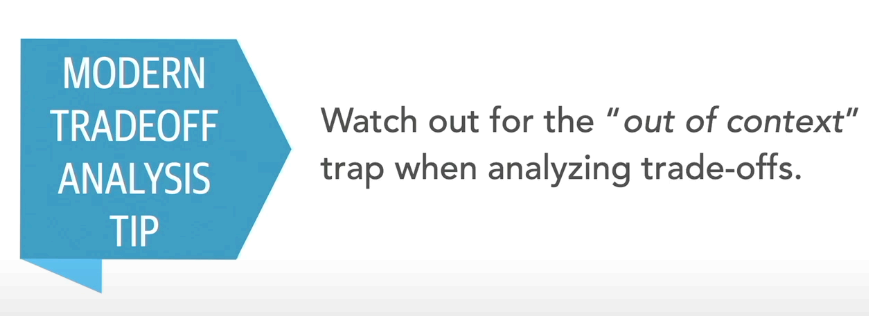 MODERN
TRADEOFF
ANALYSIS
TIP
Watch out for the “out of context”
trap when analyzing trade-offs.